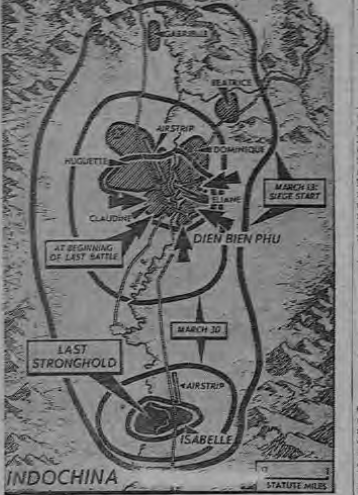 GABRIELLE
BEATRICE
AIRSTRIP
DOMINIQUE
HUGUETTE
ELIANE
MARCH 13:
SIEGE START
CLAUDINE
DIEN BIEN PHU
AT BEGINNING
OF LAST BATTLE
MARCH 30
LAST
STRONGHOLD
AIRSTRIP
ISABELLE
INDOCHINA
STATUTE MILES